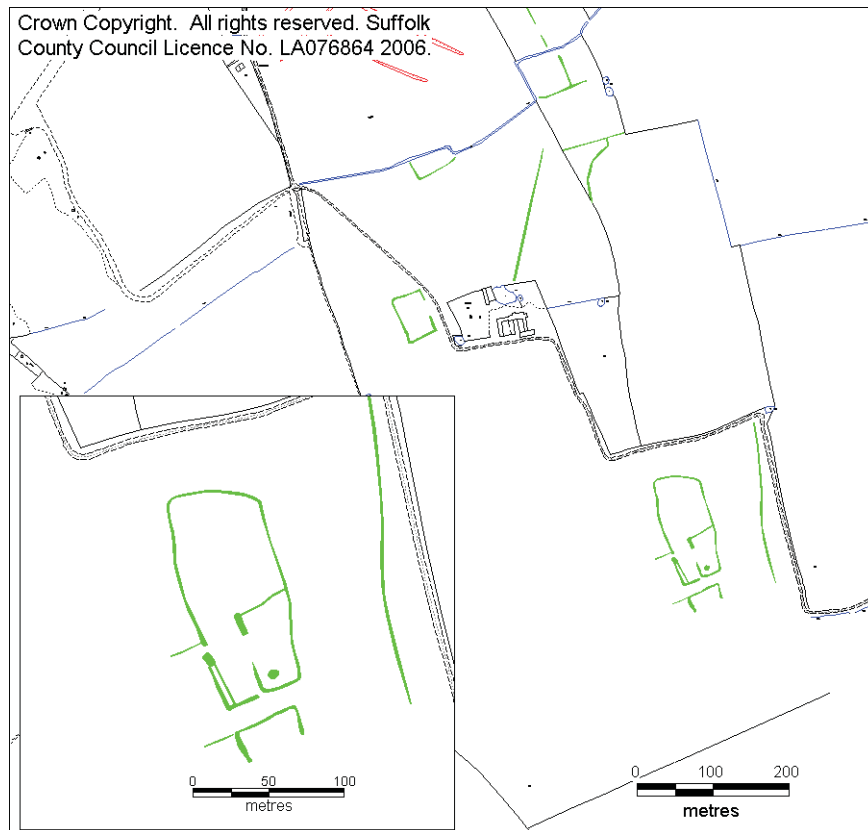 Crown Copyright.  All rights reserved. Suffolk
County Council Licence No. LA076864 2006.
0 50 100
metres
0 100 200
metres